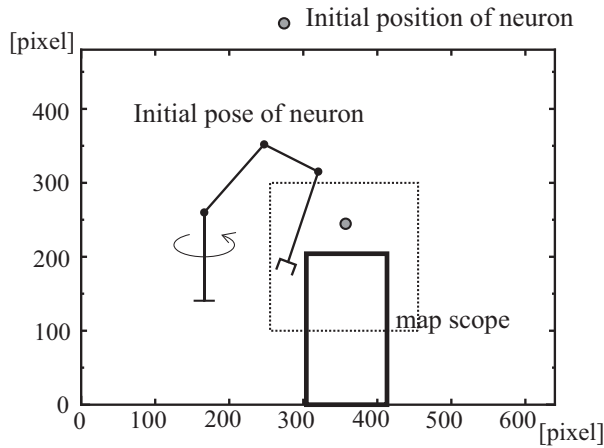 Initial position of neuron
[pixel]
400
Initial pose of neuron
300
200
map scope
100
0
0 100 200 300 400 500 600 [pixel]